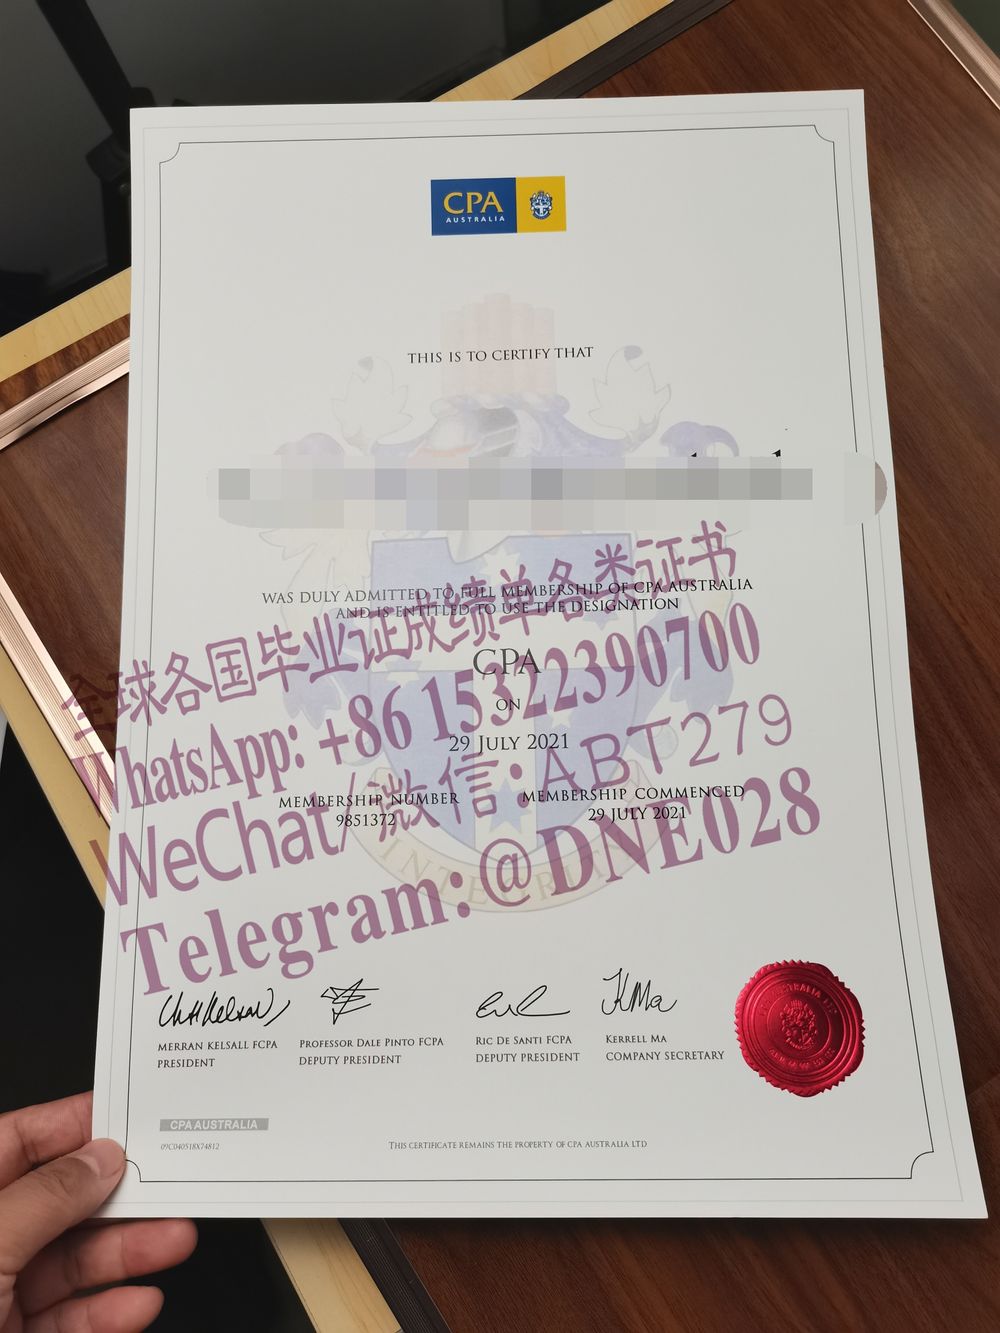 CPA
AUSTRALIA
THIS IS TO CERTIFY THAT
WAS DULY ADMITTED TO FULL MEMBERSHIP OF CPA AUSTRALIA
AND IS ENTITLED TO USE THE DESIGNATION
全球各国毕业证成绩单各类证书
CPA
WhatsApp: +86 15322390700
ON
29 JULY 2021
WeChat/微信:ABT279
MEMBERSHIP NUMBER
9851372
MEMBERSHIP COMMENCED
29 JULY 2021
Telegram:@DNE028
INTEGRITY
MERRAN KELSALL FCPA
PRESIDENT
PROFESSOR DALE PINTO FCPA
DEPUTY PRESIDENT
RIC DE SANTI FCPA
DEPUTY PRESIDENT
KERRELL MA
COMPANY SECRETARY
CPA AUSTRALIA
09C040518X74812
THIS CERTIFICATE REMAINS THE PROPERTY OF CPA AUSTRALIA LTD